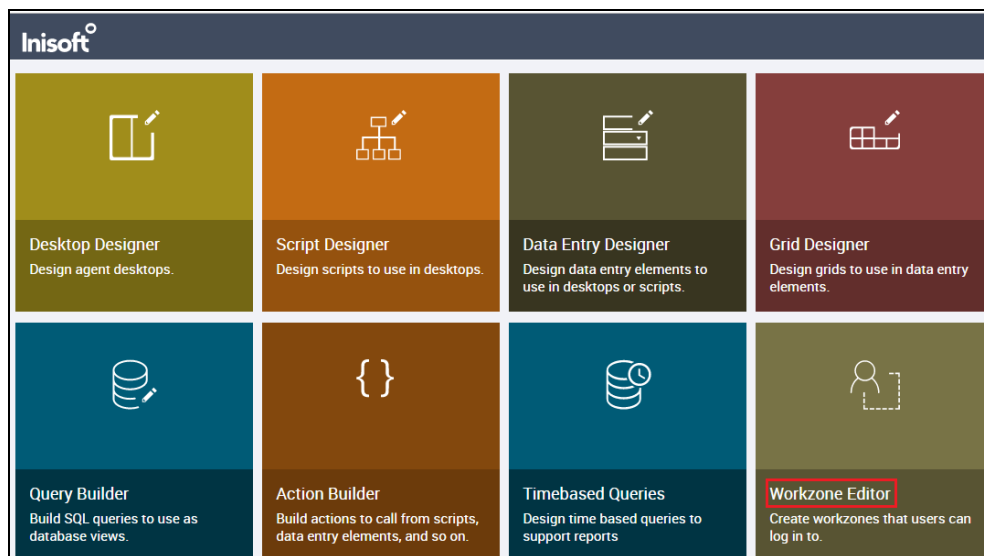 Inisoft
Desktop Designer
Design agent desktops.
Script Designer
Design scripts to use in desktops.
Data Entry Designer
Design data entry elements to
use in desktops or scripts.
Grid Designer
Design grids to use in data entry
elements.
{ }
Query Builder
Build SQL queries to use as
database views.
Action Builder
Build actions to call from scripts,
data entry elements, and so on.
Timebased Queries
Design time based queries to
support reports
Workzone Editor
Create workzones that users can
log in to.